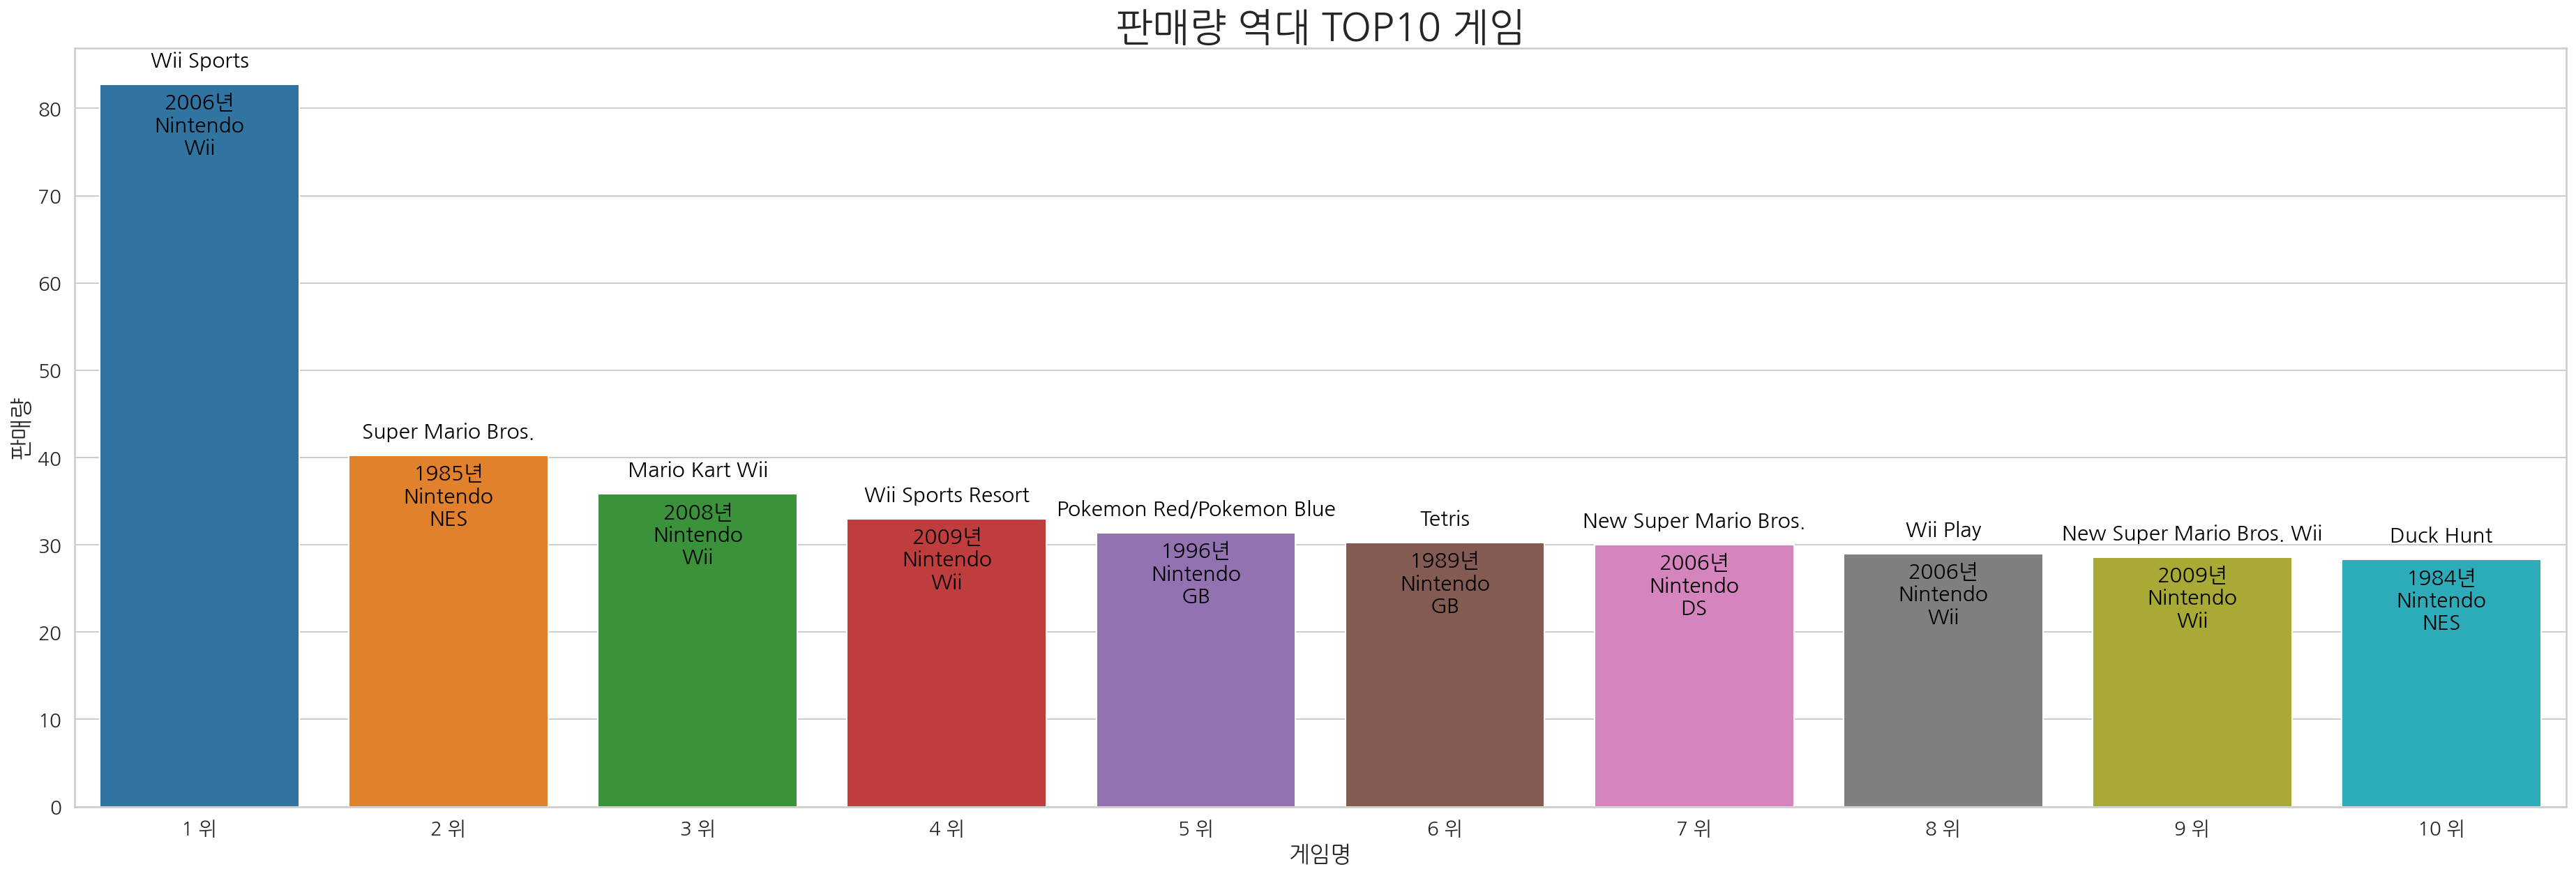 판매량 역대 TOP10 게임
판매량
80
70
60
50
40
30
20
10
0
Wii Sports
2006년
Nintendo
Wii
Super Mario Bros.
1985년
Nintendo
NES
Mario Kart Wii
2008년
Nintendo
Wii
Wii Sports Resort
2009년
Nintendo
Wii
Pokemon Red/Pokemon Blue
1996년
Nintendo
GB
Tetris
1989년
Nintendo
GB
New Super Mario Bros.
2006년
Nintendo
DS
Wii Play
2006년
Nintendo
Wii
New Super Mario Bros. Wii
2009년
Nintendo
Wii
Duck Hunt
1984년
Nintendo
NES
1 위
2 위
3 위
4 위
5 위
6 위
7 위
8 위
9 위
10 위
게임명